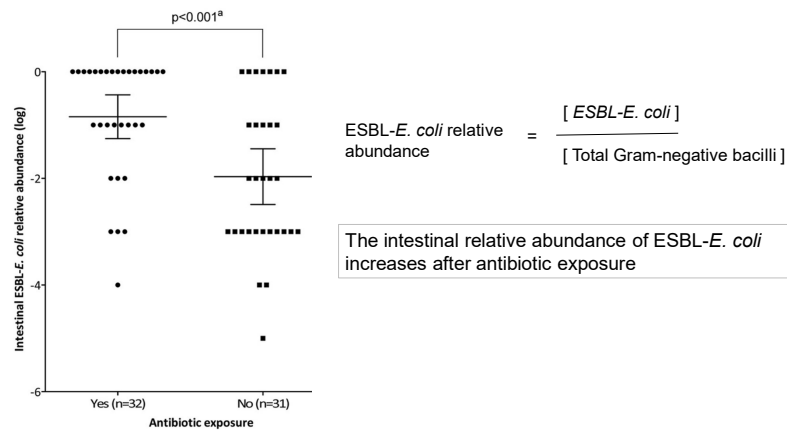 p<0.001a
0
-2
-4
-6
Intestinal ESBL-E. coli relative abundance (log)
Yes (n=32)
No (n=31)
Antibiotic exposure
ESBL-E. coli relative
abundance
=
[ ESBL-E. coli ]
[ Total Gram-negative bacilli ]
The intestinal relative abundance of ESBL-E. coli
increases after antibiotic exposure